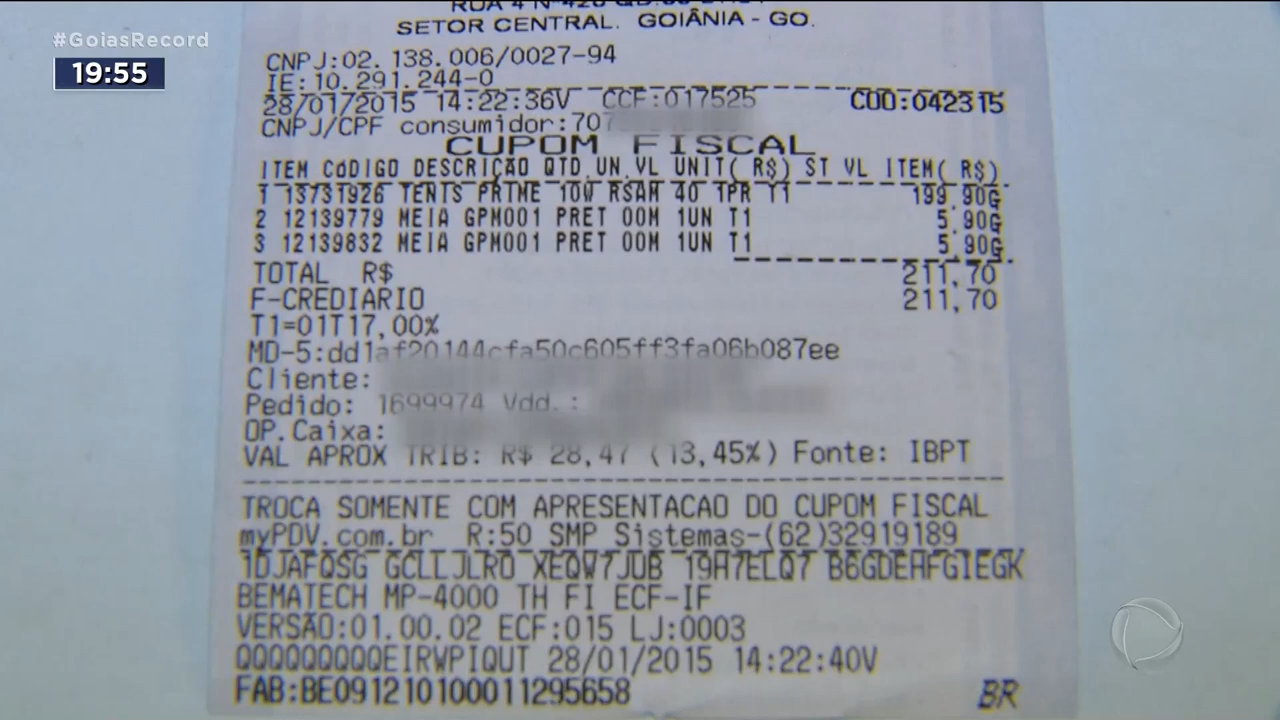 #GoiasRecord
19:55
SETOR CENTRAL. GOIÂNIA - GO.
CNPJ:02.138.006/0027-94
IE:10.291.244-0
28/01/2015 14:22:36V CCF:017525 COO:042315
CNPJ/CPF consumidor:707
CUPOM FISCAL
ITEM CóDIGO DESCRIÇÃO QTD.UN.VL UNIT( R$) ST VL ITEM( R$)
1 13731926 TENIS PRIME 10W RSAM 40 1PR T1 199.90G
2 12139779 MEIA GPM001 PRET OOM 1UN T1 5.90G
3 12139832 MEIA GPM001 PRET OOM 1UN T1 5.90G
TOTAL R$ 211,70
F-CREDIARIO 211,70
T1=01T17,00%
MD-5:dd1af20144cfa50c605ff3fa06b087ee
Cliente:
Pedido: 1699974 Vdd.:
OP.Caixa:
VAL APROX TRIB: R$ 28,47 (13,45%) Fonte: IBPT
TROCA SOMENTE COM APRESENTACAO DO CUPOM FISCAL
myPDV.com.br R:50 SMP Sistemas-(62)32919189
1DJAFQSG GCLLJLRO XEQW7JUB 19A7ELQ7 B6GDEAFGIEGK
BEMATECH MP-4000 TH FI ECF-IF
VERSÃO:01.00.02 ECF:015 LJ:0003
QQQQQQQQQEIRWPIQUT 28/01/2015 14:22:40V
FAB:BE091210100011295658 BR